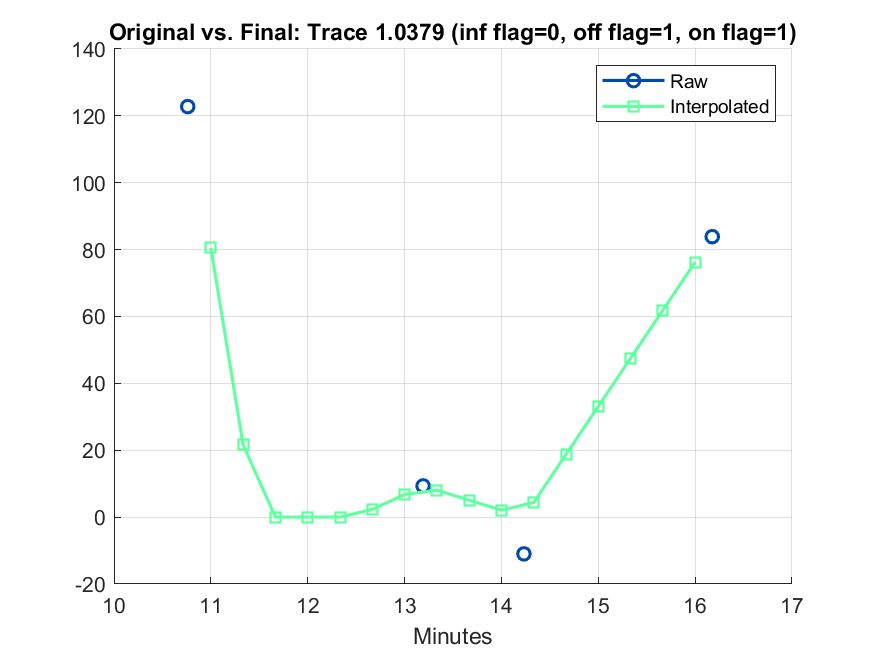 Original vs. Final: Trace 1.0379 (inf flag=0, off flag=1, on flag=1)
140
120
100
80
60
40
20
0
-20
Raw
Interpolated
10 11 12 13 14 15 16 17
Minutes